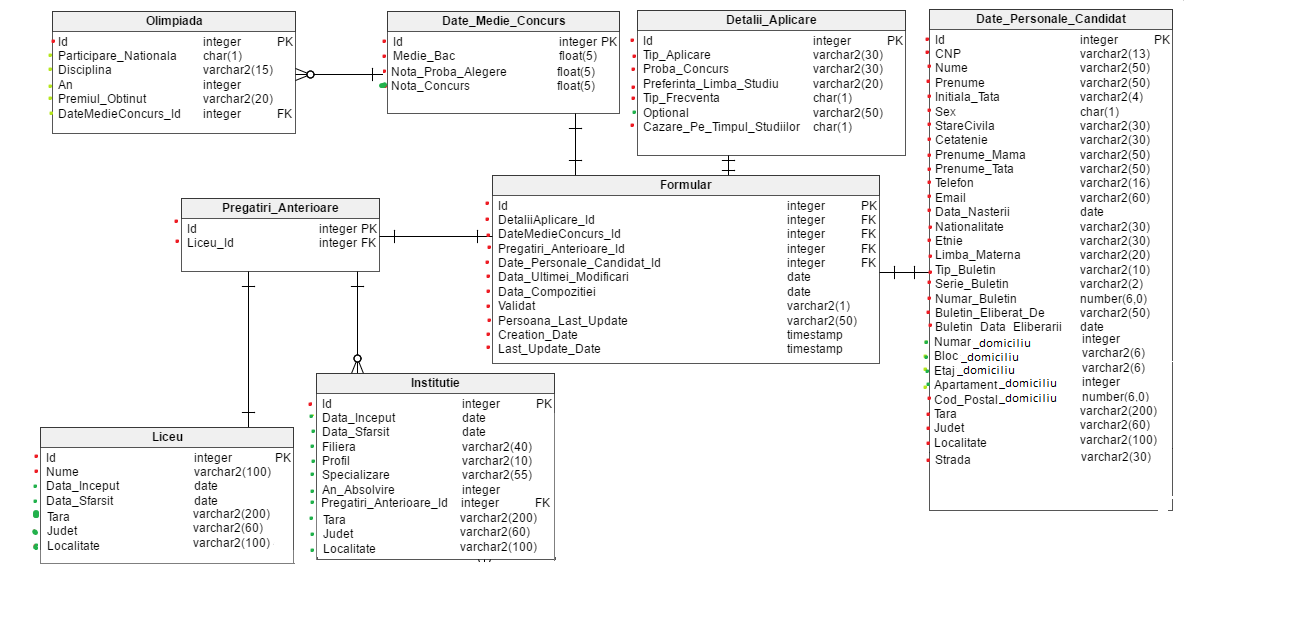 Olimpiada
Id integer PK
Participare_Nationala char(1)
Disciplina varchar2(15)
An integer
Premiul_Obtinut varchar2(20)
DateMedieConcurs_Id integer FK
Date_Medie_Concurs
Id integer PK
Medie_Bac float(5)
Nota_Proba_Alegere float(5)
Nota_Concurs float(5)
Detalii_Aplicare
Id integer PK
Tip_Aplicare varchar2(30)
Proba_Concurs varchar2(30)
Preferinta_Limba_Studiu varchar2(20)
Tip_Frecventa char(1)
Optional varchar2(50)
Cazare_Pe_Timpul_Studiilor char(1)
Date_Personale_Candidat
Id integer PK
CNP varchar2(13)
Nume varchar2(50)
Prenume varchar2(50)
Initiala_Tata varchar2(4)
Sex char(1)
StareCivila varchar2(30)
Cetatenie varchar2(30)
Prenume_Mama varchar2(50)
Prenume_Tata varchar2(50)
Telefon varchar2(16)
Email varchar2(60)
Data_Nasterii date
Nationalitate varchar2(30)
Etnie varchar2(30)
Limba_Materna varchar2(20)
Tip_Buletin varchar2(10)
Serie_Buletin varchar2(2)
Numar_Buletin number(6,0)
Buletin_Eliberat_De varchar2(50)
Buletin_Data_Eliberarii date
Numar_domiciliu integer
Bloc_domiciliu varchar2(6)
Etaj_domiciliu varchar2(6)
Apartament_domiciliu integer
Cod_Postal_domiciliu number(6,0)
Tara varchar2(200)
Judet varchar2(60)
Localitate varchar2(100)
Strada varchar2(30)
Pregatiri_Anterioare
Id integer PK
Liceu_Id integer FK
Formular
Id integer PK
DetaliiAplicare_Id integer FK
DateMedieConcurs_Id integer FK
Pregatiri_Anterioare_Id integer FK
Date_Personale_Candidat_Id integer FK
Data_Ultimei_Modificari date
Data_Compozitiei date
Validat varchar2(1)
Persoana_Last_Update varchar2(50)
Creation_Date timestamp
Last_Update_Date timestamp
Institutie
Id integer PK
Data_Inceput date
Data_Sfarsit date
Filiera varchar2(40)
Profil varchar2(10)
Specializare varchar2(55)
An_Absolvire integer
Pregatiri_Anterioare_Id integer FK
Tara varchar2(200)
Judet varchar2(60)
Localitate varchar2(100)
Liceu
Id integer PK
Nume varchar2(100)
Data_Inceput date
Data_Sfarsit date
Tara varchar2(200)
Judet varchar2(60)
Localitate varchar2(100)